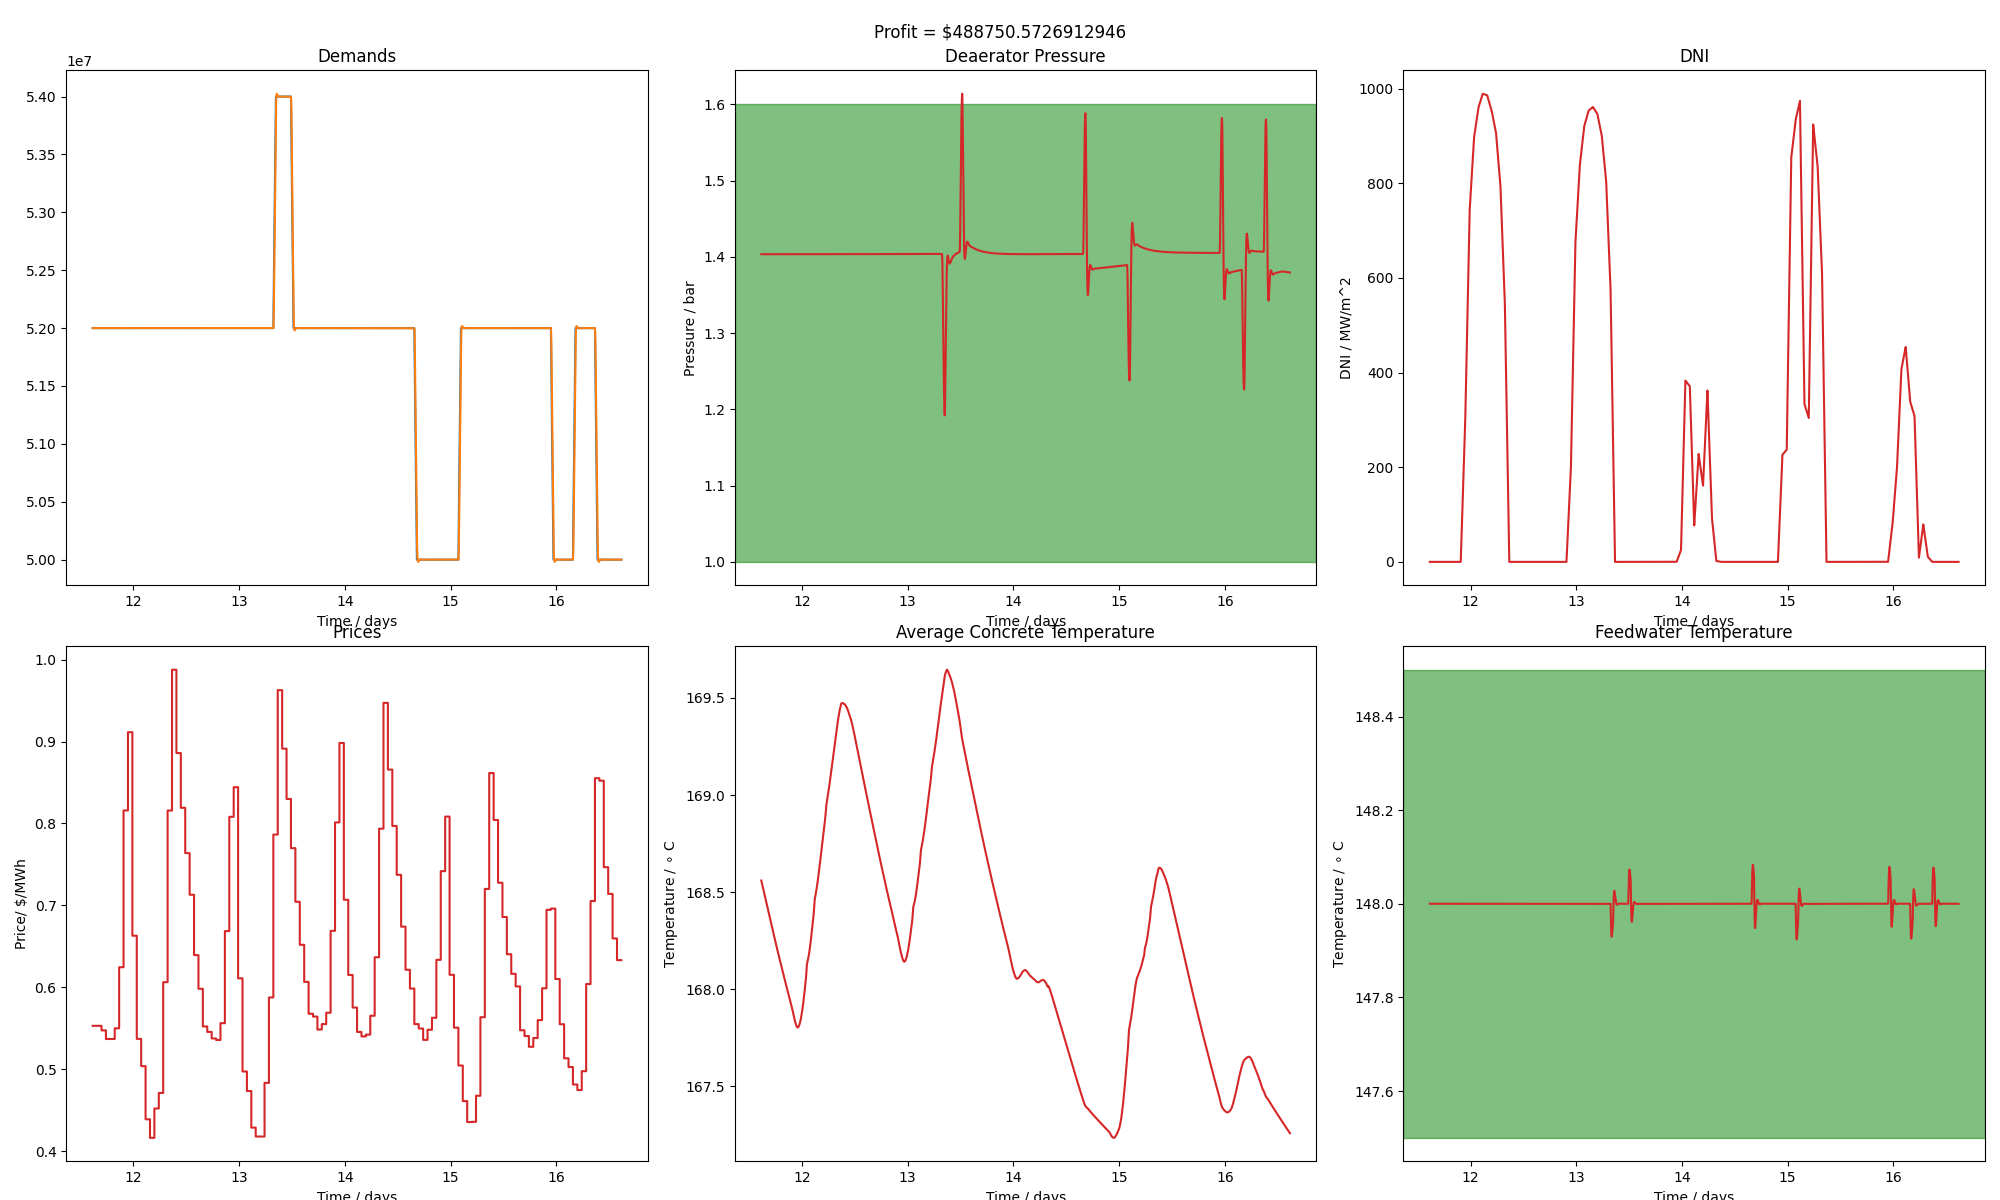 Profit = $488750.5726912946
Demands
1e7
5.40
5.35
5.30
5.25
5.20
5.15
5.10
5.05
5.00
12 13 14 15 16
Time / days
Deaerator Pressure
Pressure / bar
1.6
1.5
1.4
1.3
1.2
1.1
1.0
12 13 14 15 16
Time / days
DNI
DNI / MW/m^2
1000
800
600
400
200
0
12 13 14 15 16
Time / days
Prices
Price/ $/MWh
1.0
0.9
0.8
0.7
0.6
0.5
0.4
12 13 14 15 16
Time / days
Average Concrete Temperature
Temperature / ∘ C
169.5
169.0
168.5
168.0
167.5
12 13 14 15 16
Time / days
Feedwater Temperature
Temperature / ∘ C
148.4
148.2
148.0
147.8
147.6
12 13 14 15 16
Time / days